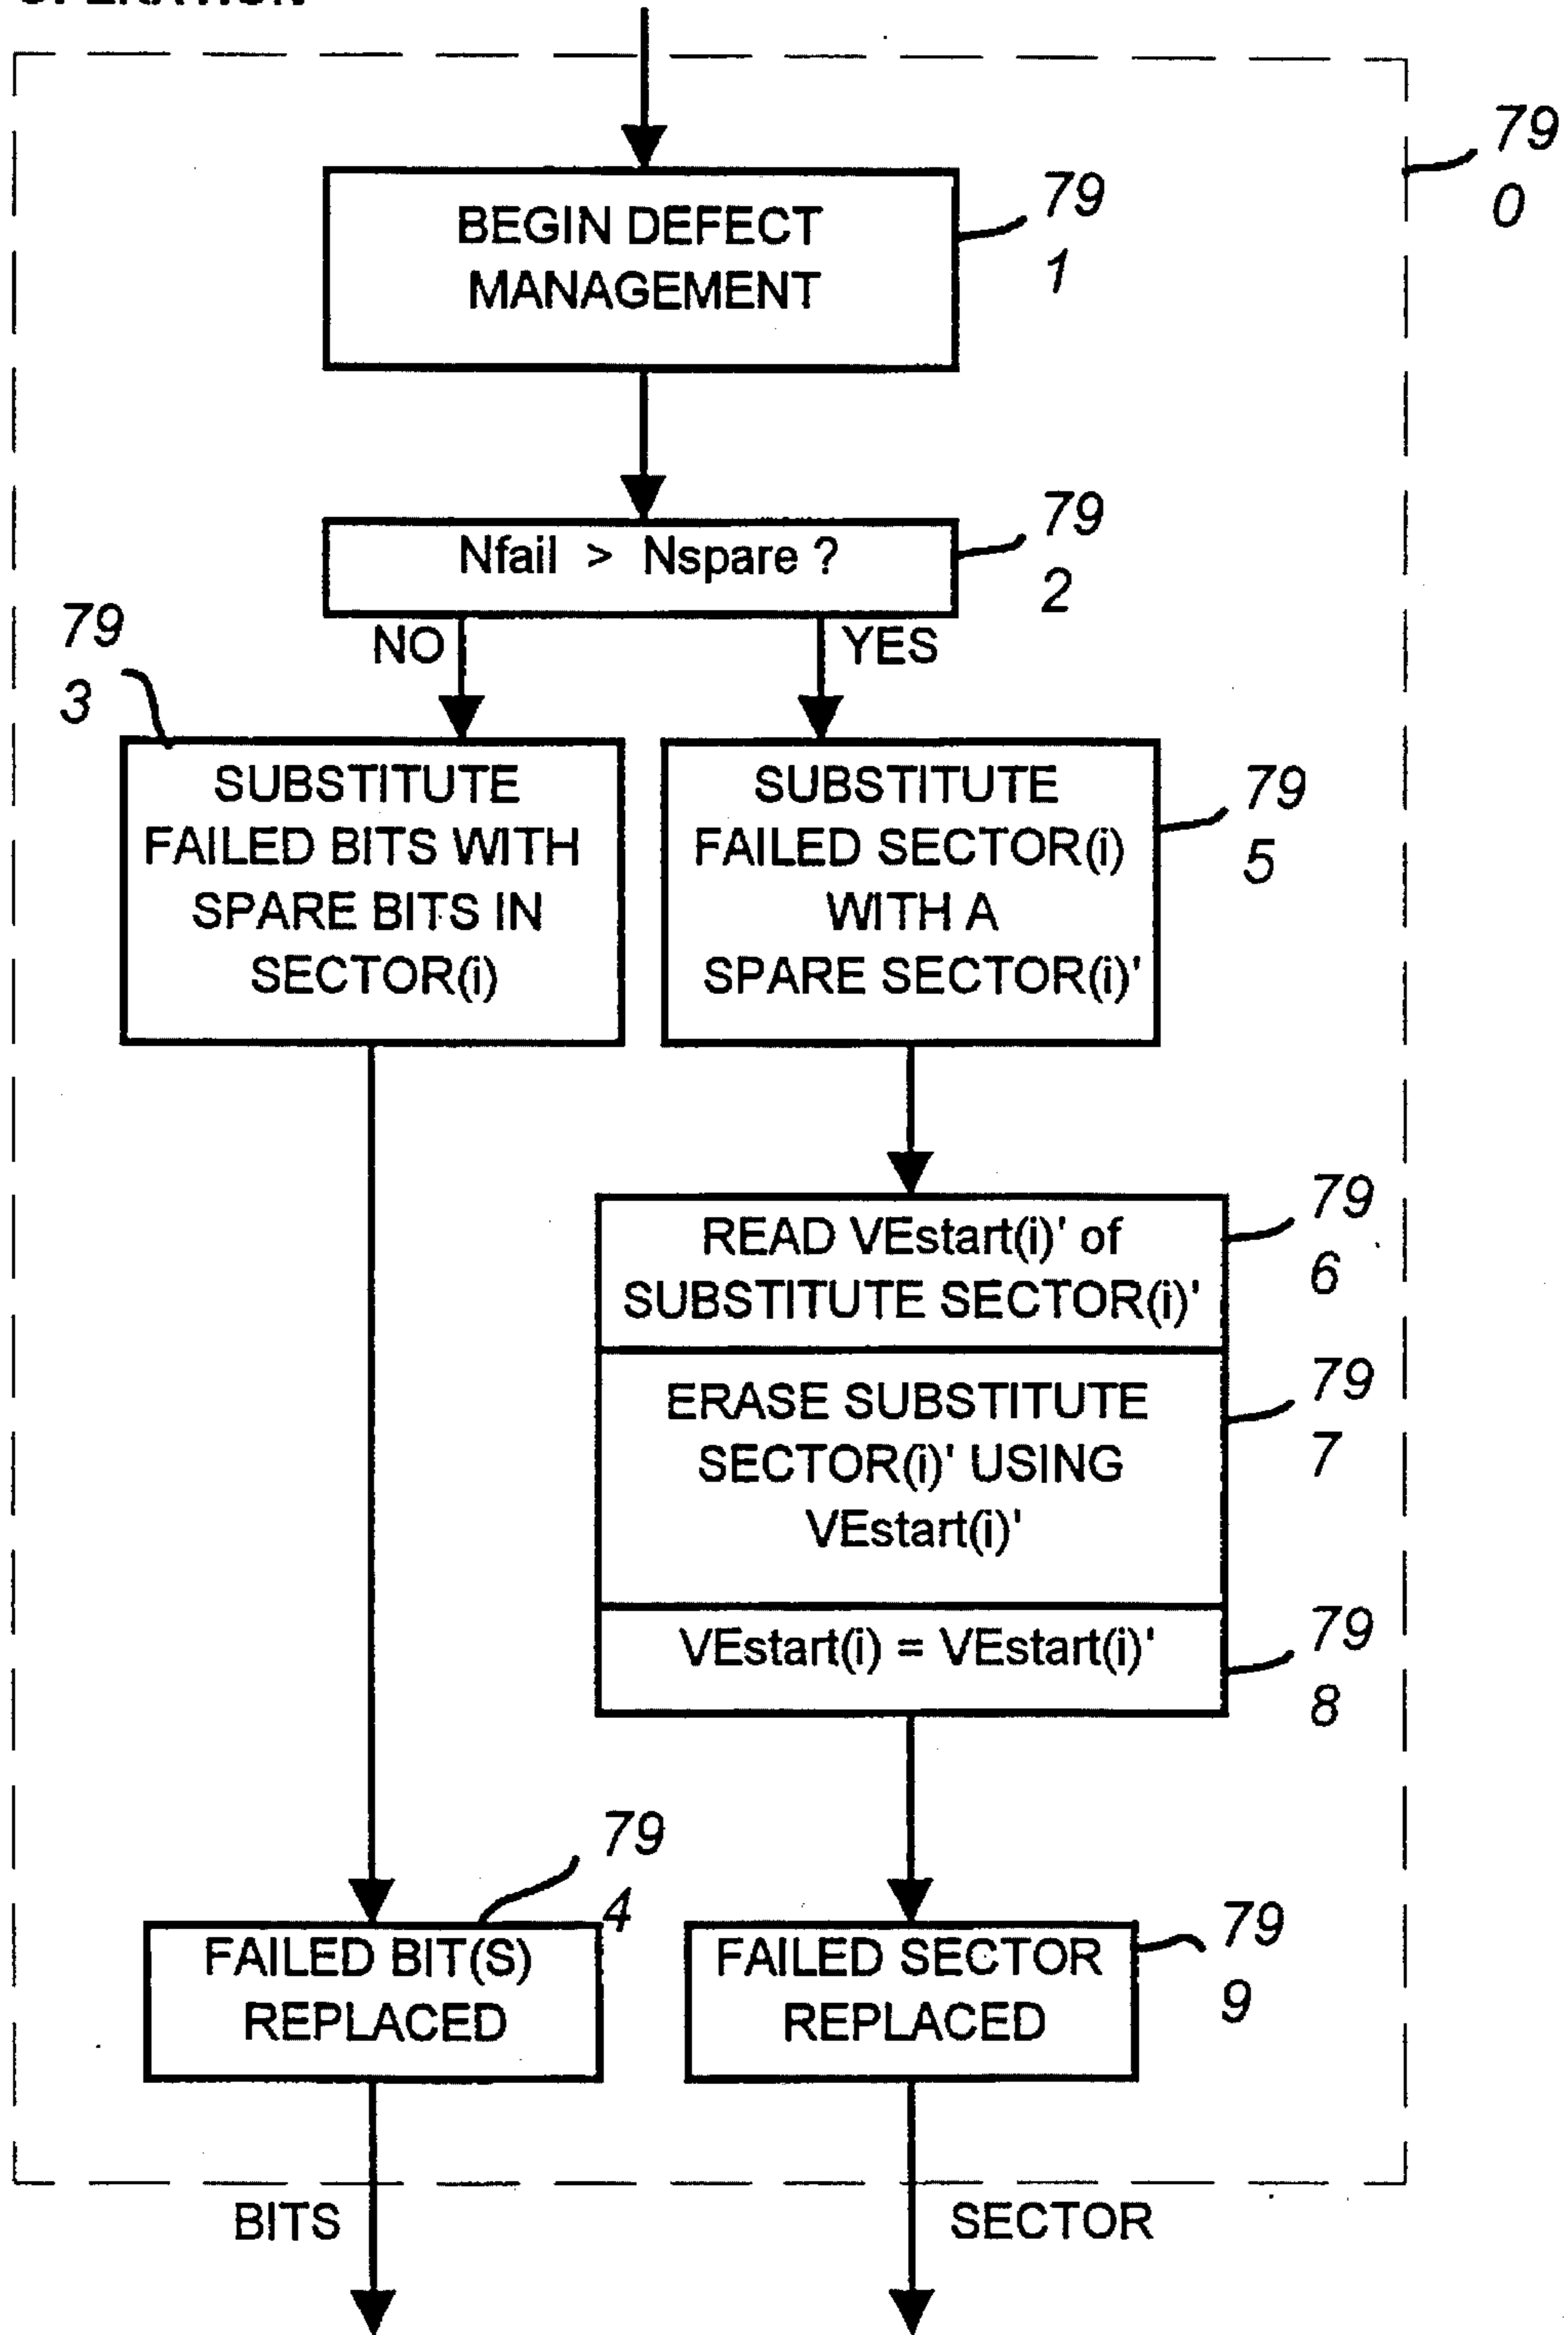 79
0
BEGIN DEFECT
MANAGEMENT
79
1
Nfail > Nspare ?
79
2
NO
YES
79
3
SUBSTITUTE
FAILED BITS WITH
SPARE BITS IN
SECTOR(i)
SUBSTITUTE
FAILED SECTOR(i)
WITH A
SPARE SECTOR(i)'
79
5
READ VEstart(i)' of
SUBSTITUTE SECTOR(i)'
79
6
ERASE SUBSTITUTE
SECTOR(i)' USING
VEstart(i)'
79
7
VEstart(i) = VEstart(i)'
79
8
79
4
FAILED BIT(S)
REPLACED
FAILED SECTOR
REPLACED
79
9
BITS
SECTOR